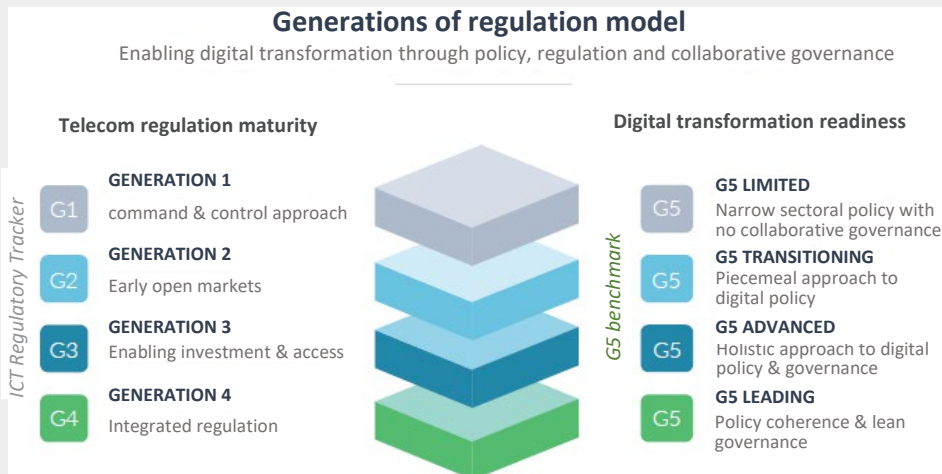 Generations of regulation model
Enabling digital transformation through policy, regulation and collaborative governance
Telecom regulation maturity
ICT Regulatory Tracker
G1
GENERATION 1
command & control approach
G2
GENERATION 2
Early open markets
G3
GENERATION 3
Enabling investment & access
G4
GENERATION 4
Integrated regulation
Digital transformation readiness
G5 benchmark
G5
G5 LIMITED
Narrow sectoral policy with
no collaborative governance
G5
G5 TRANSITIONING
Piecemeal approach to
digital policy
G5
G5 ADVANCED
Holistic approach to digital
policy & governance
G5
G5 LEADING
Policy coherence & lean
governance